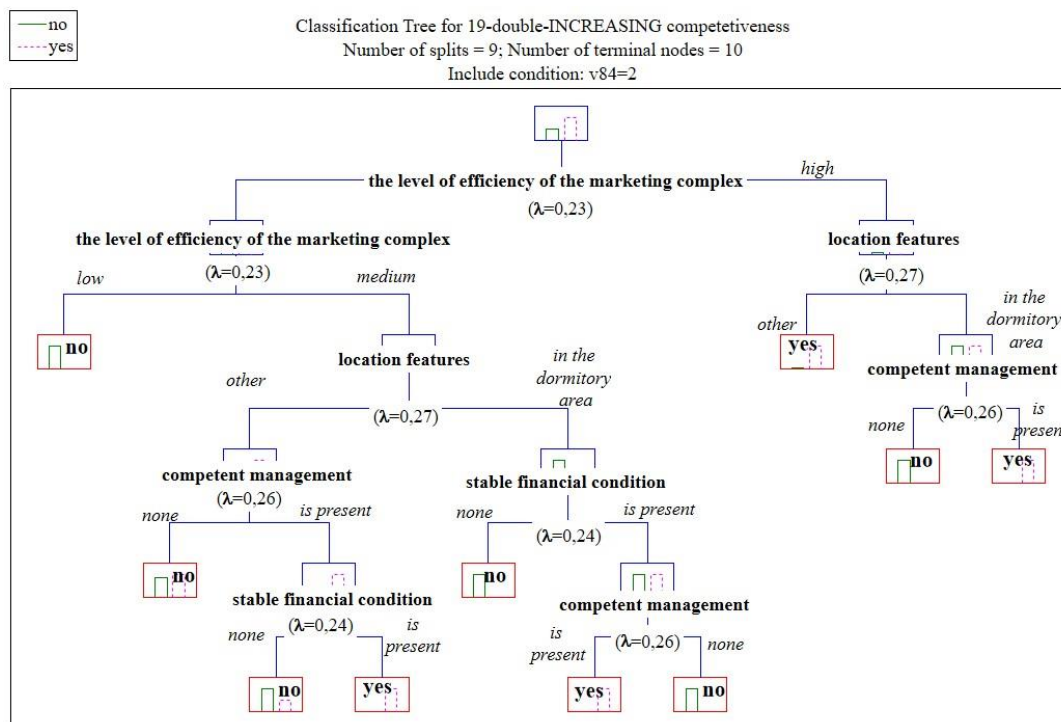 no
yes
Classification Tree for 19-double-INCREASING competetiveness
Number of splits = 9; Number of terminal nodes = 10
Include condition: v84=2
high
the level of efficiency of the marketing complex
(λ=0,23)
the level of efficiency of the marketing complex
(λ=0,23)
location features
(λ=0,27)
low
medium
other
in the
dormitory
area
no
yes
location features
(λ=0,27)
competent management
(λ=0,26)
other
in the
dormitory
area
none
is
present
no
yes
competent management
(λ=0,26)
stable financial condition
(λ=0,24)
none
is present
none
is present
no
no
stable financial condition
(λ=0,24)
competent management
(λ=0,26)
none
is
present
is
present
none
no
yes
yes
no